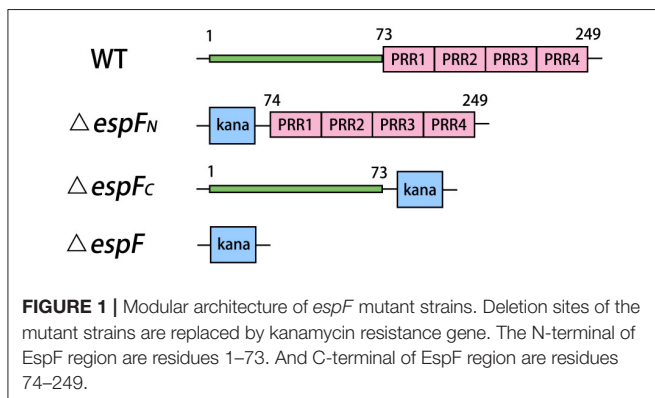 1 73 249
WT PRR1 PRR2 PRR3 PRR4
74 249
△espFN kana PRR1 PRR2 PRR3 PRR4
1 73
△espFC kana
△espF kana
FIGURE 1 | Modular architecture of espF mutant strains. Deletion sites of the
mutant strains are replaced by kanamycin resistance gene. The N-terminal of
EspF region are residues 1–73. And C-terminal of EspF region are residues
74–249.